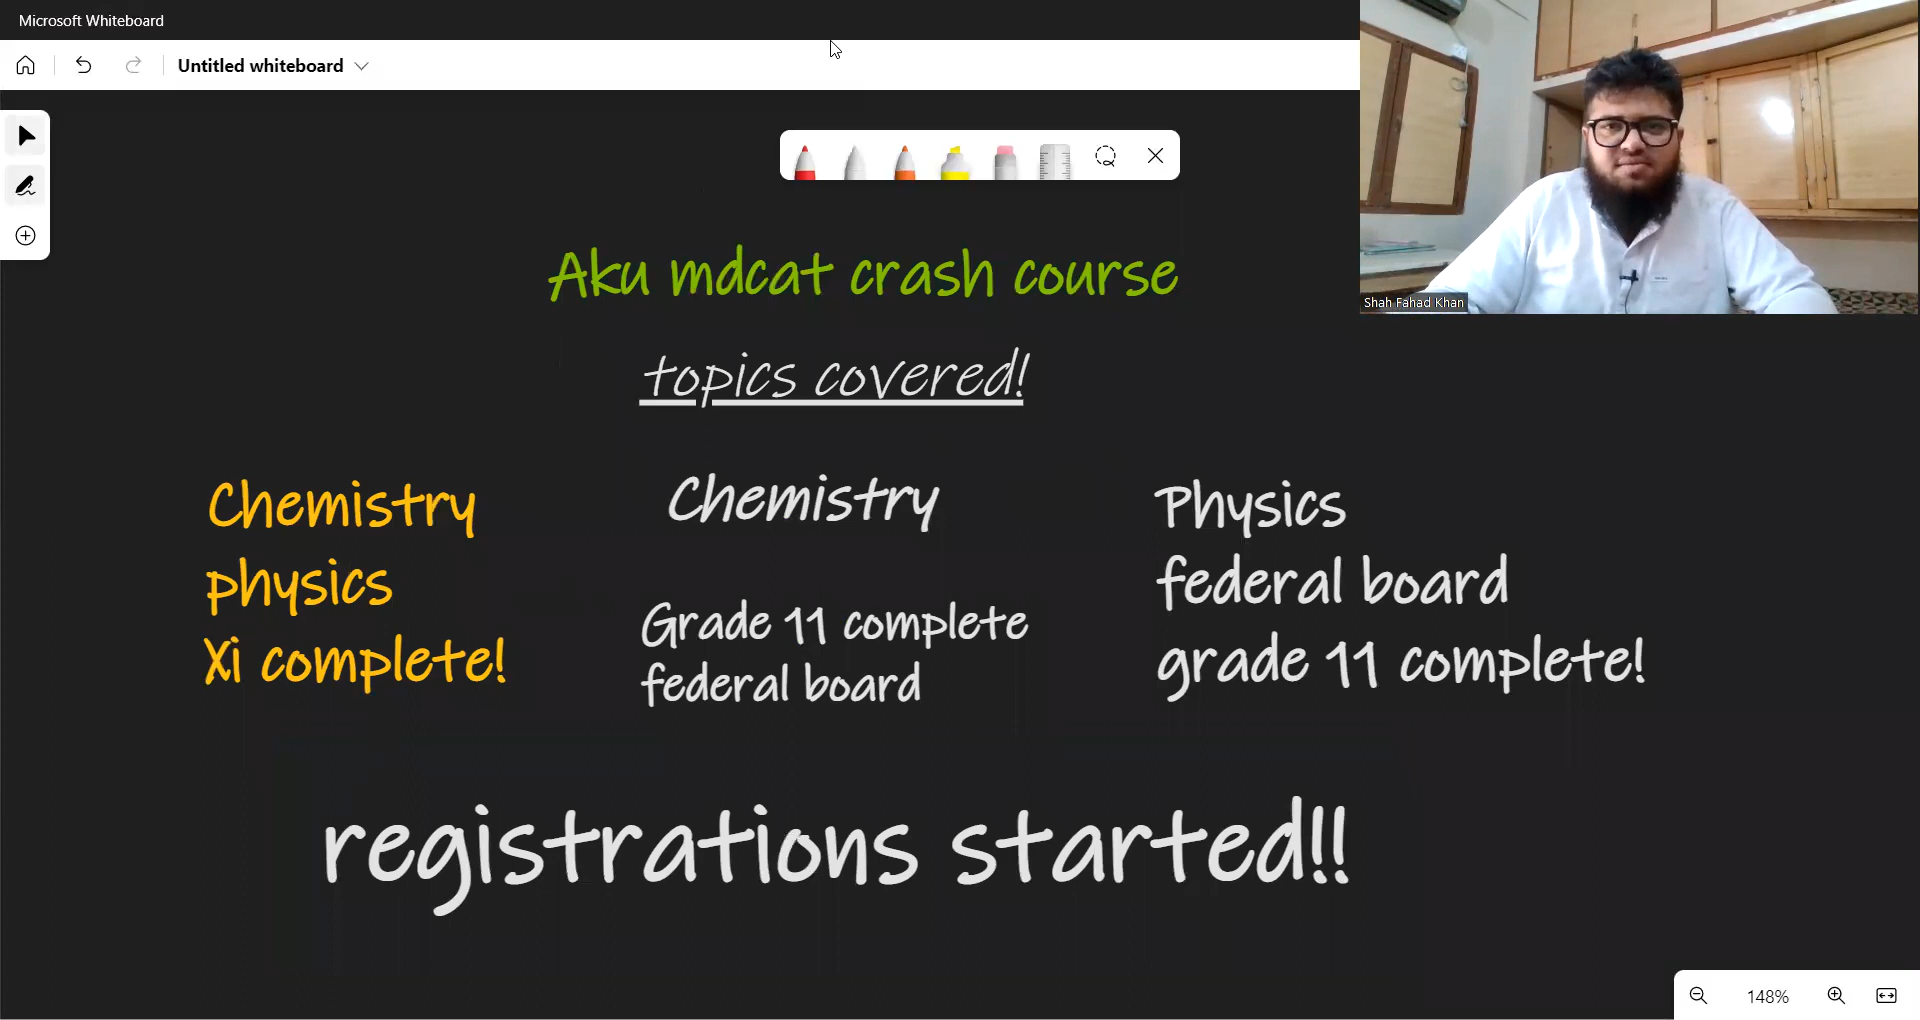 Microsoft Whiteboard
Untitled whiteboard
Shah Fahad Khan
Aku mdcat crash course
topics covered!
Chemistry
physics
Xi complete!
Chemistry
Grade 11 complete
federal board
Physics
federal board
grade 11 complete!
registrations started!!
148%